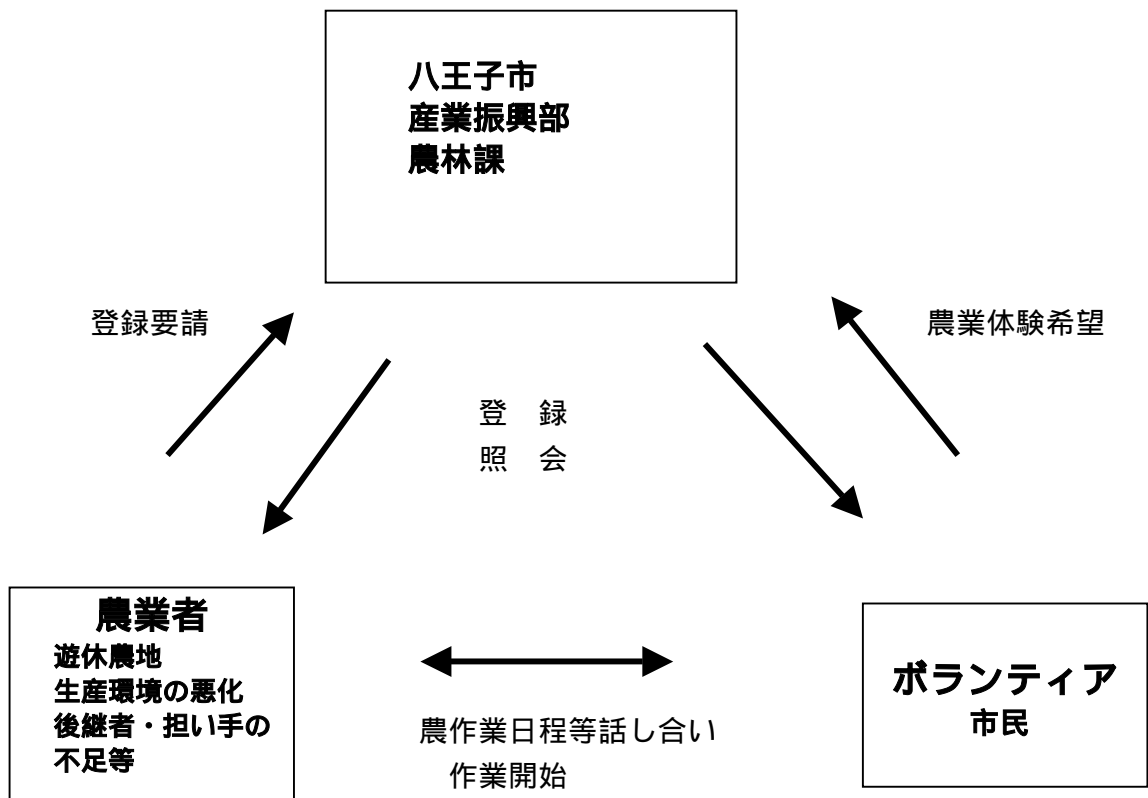 八王子市
産業振興部
農林課
登録要請
農業体験希望
登　録
照　会
農業者
遊休農地
生産環境の悪化
後継者・担い手の
不足等
ボランティア
市民
農作業日程等話し合い
作業開始